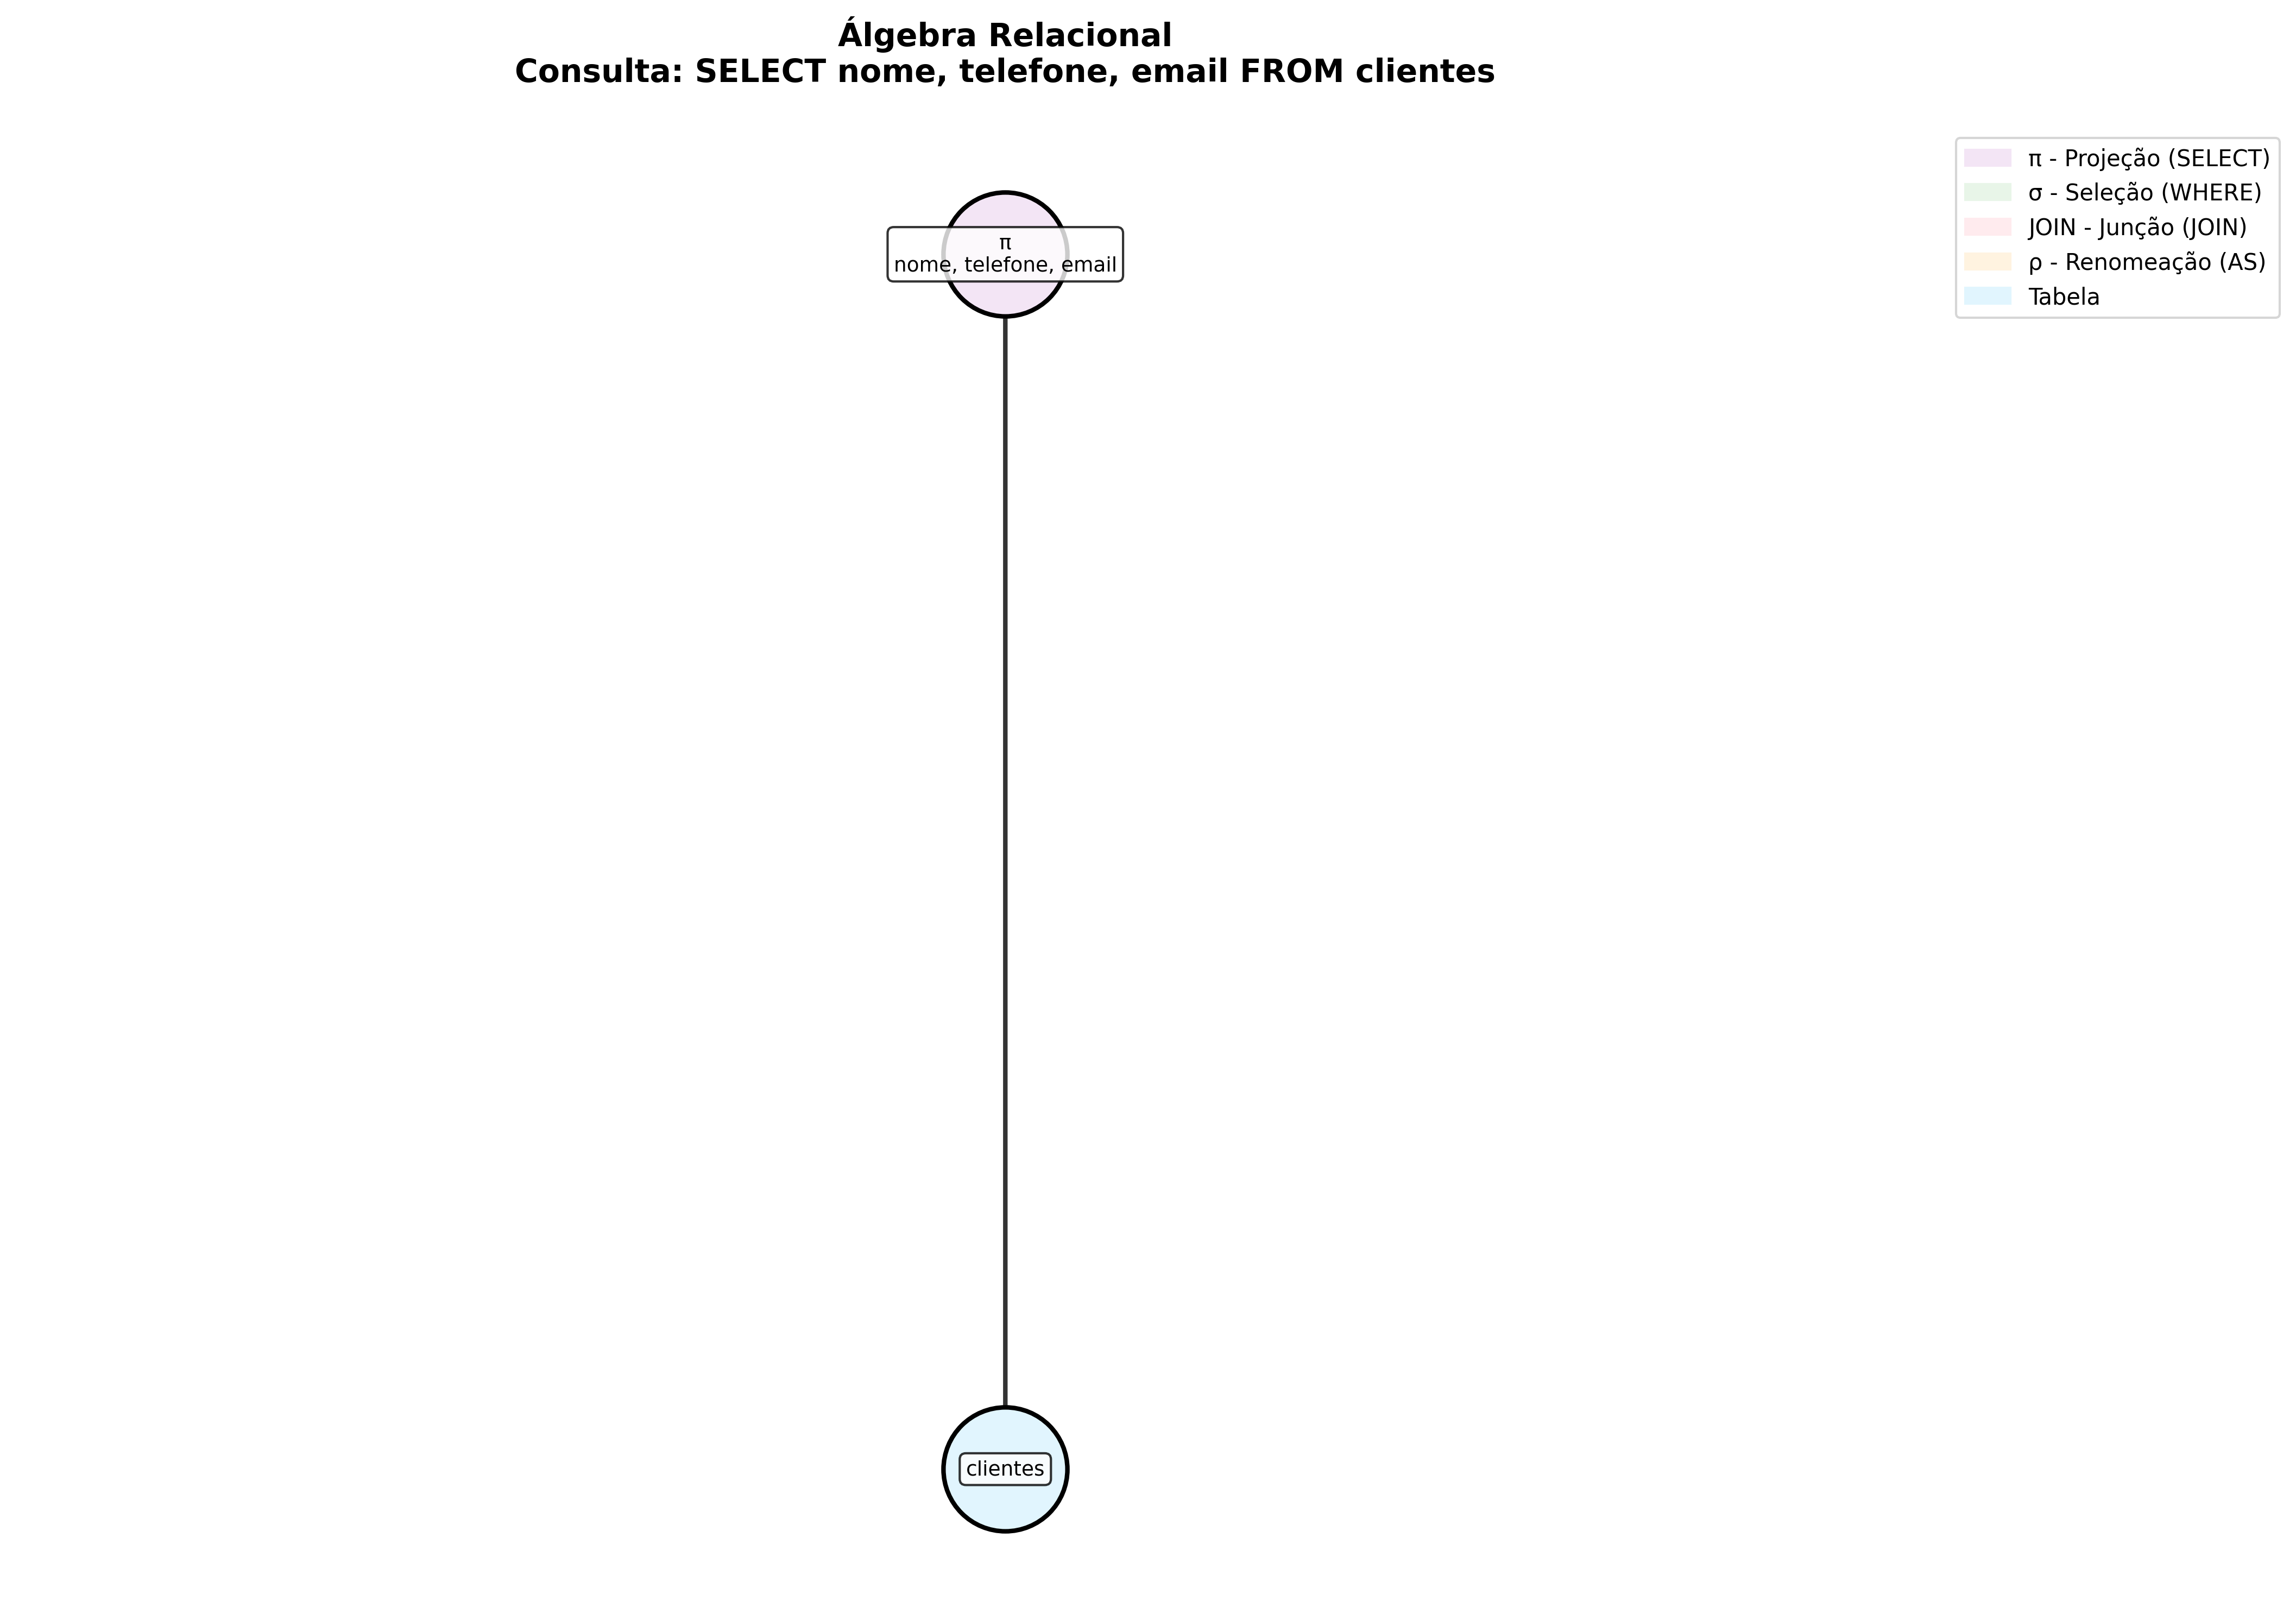 Álgebra Relacional
Consulta: SELECT nome, telefone, email FROM clientes
π - Projeção (SELECT)
σ - Seleção (WHERE)
JOIN - Junção (JOIN)
ρ - Renomeação (AS)
Tabela
π
nome, telefone, email
clientes